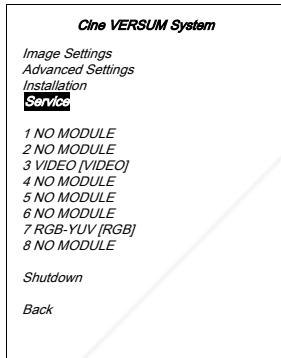 Cine VERSUM System
Image Settings
Advanced Settings
Installation
Service
1 NO MODULE
2 NO MODULE
3 VIDEO [VIDEO]
4 NO MODULE
5 NO MODULE
6 NO MODULE
7 RGB-YUV [RGB]
8 NO MODULE
Shutdown
Back